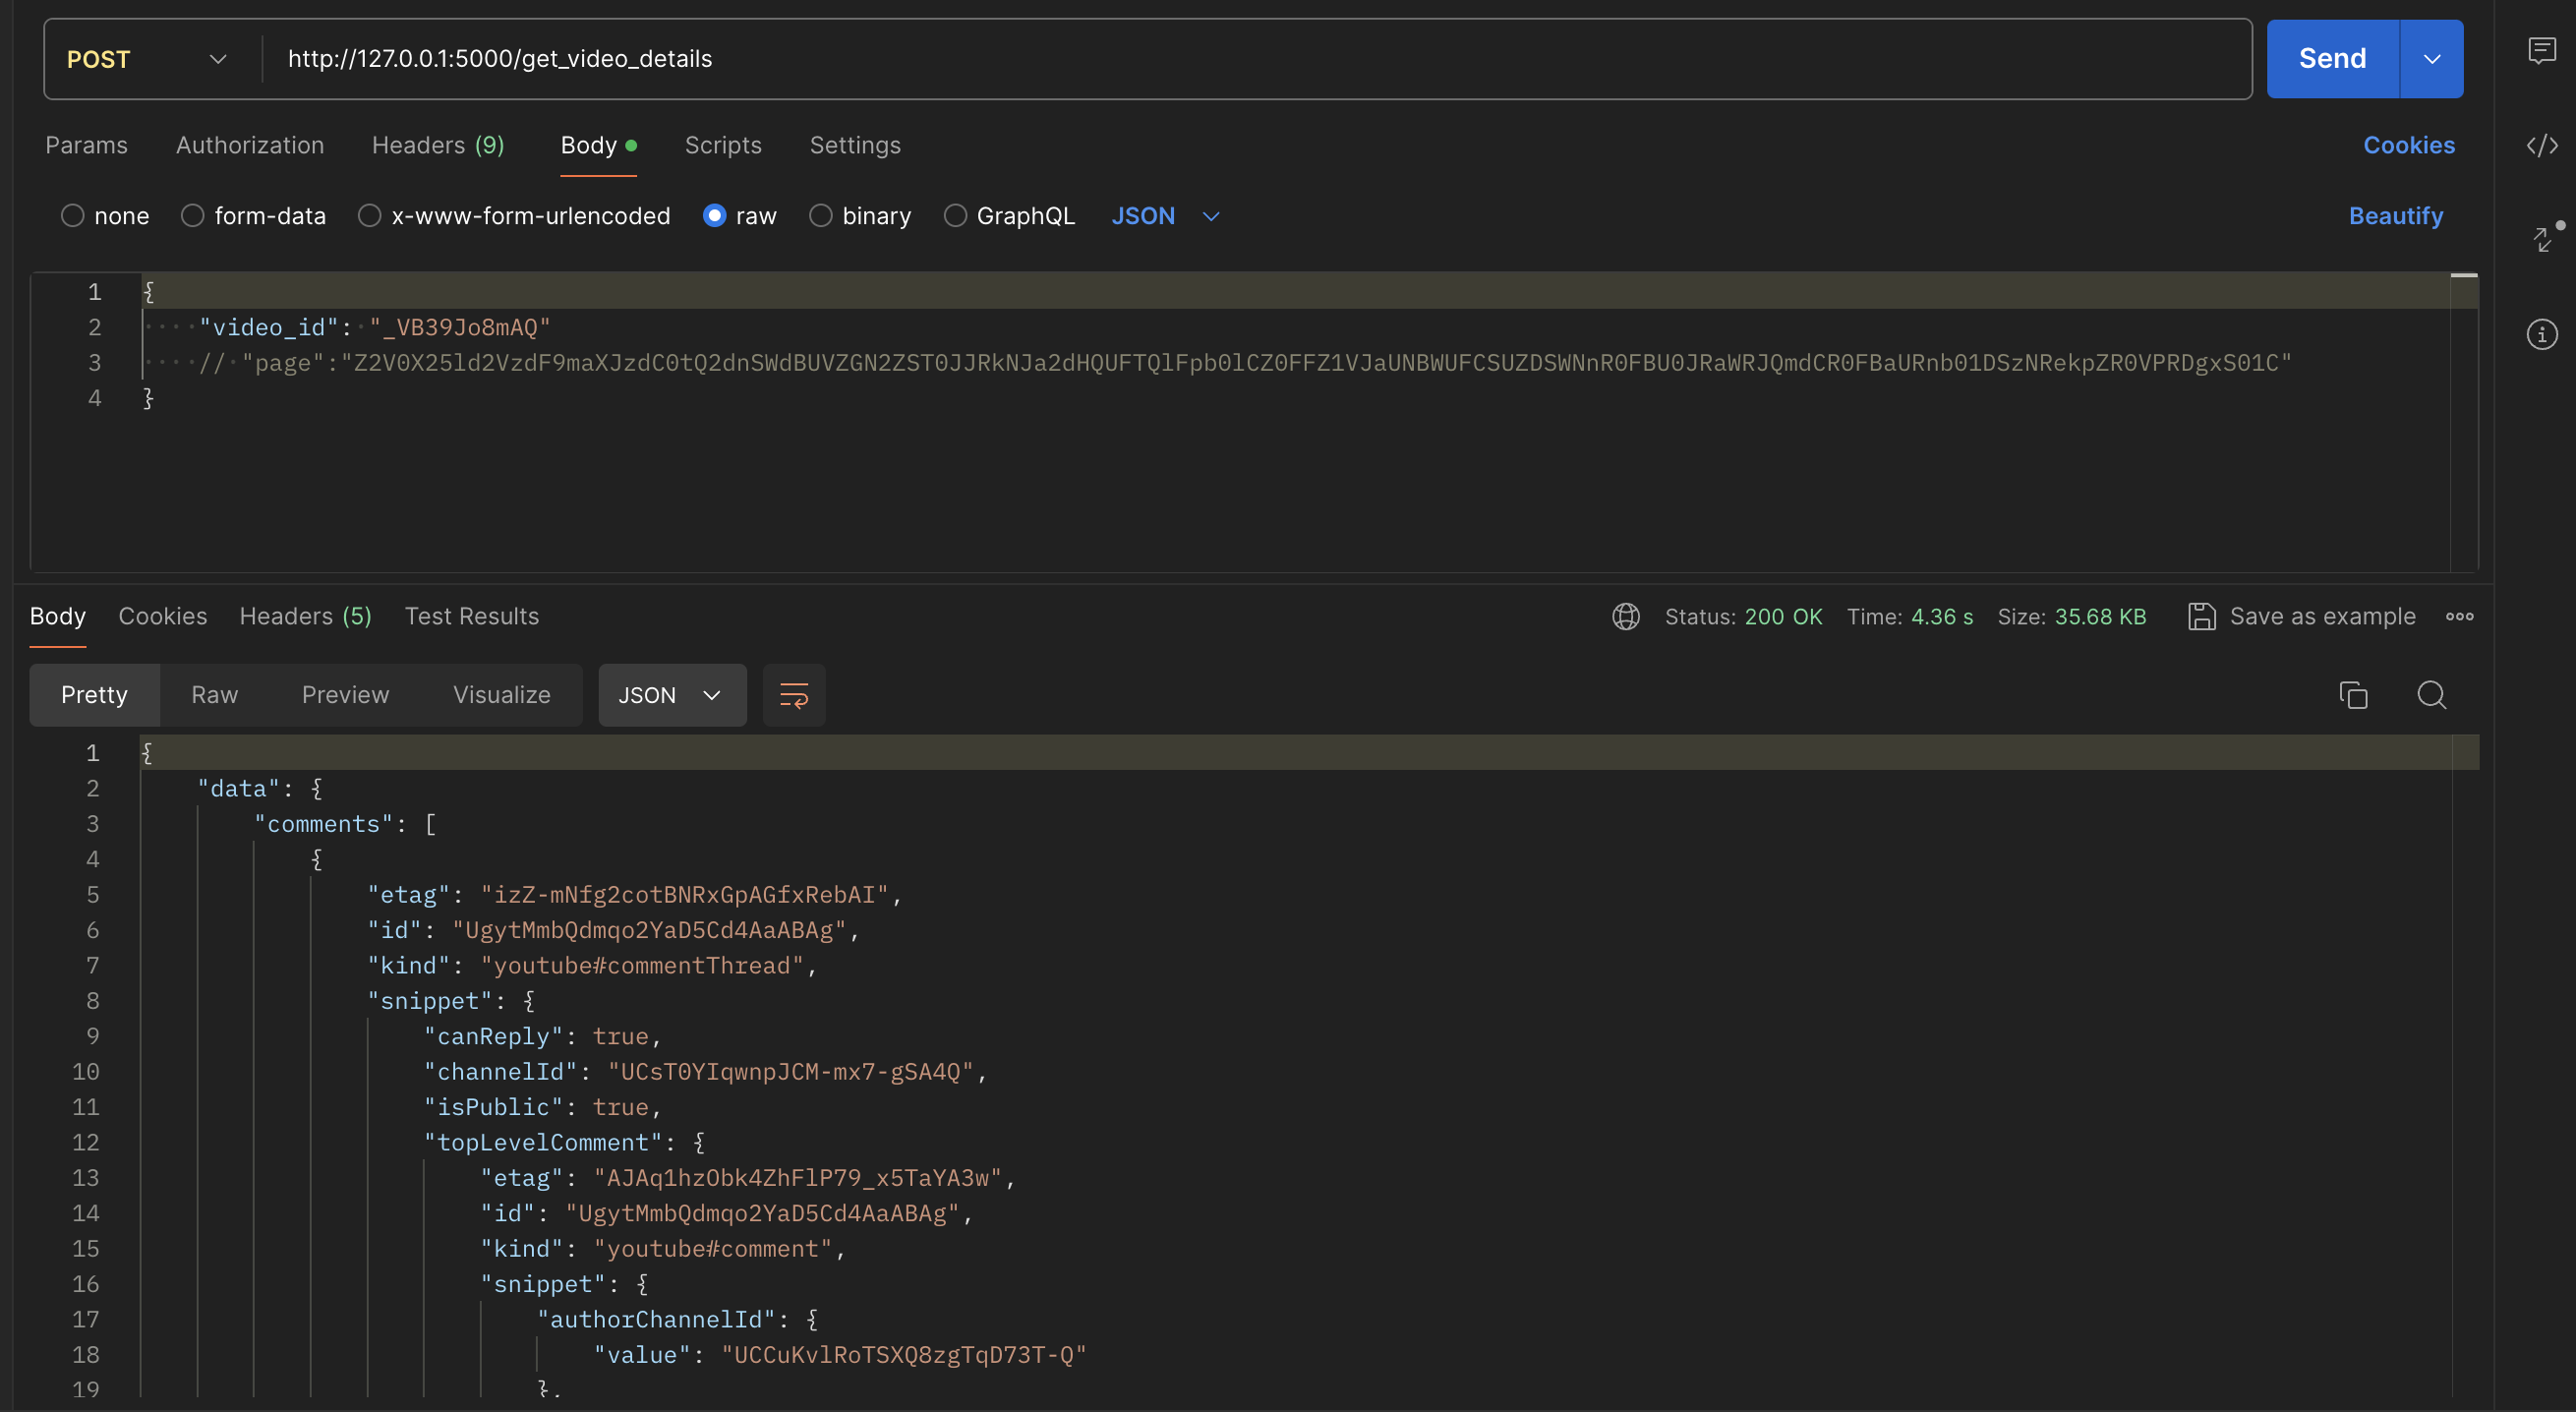 POST http://127.0.0.1:5000/get_video_details Send
Params Authorization Headers (9) Body Scripts Settings Cookies
none form-data x-www-form-urlencoded raw binary GraphQL JSON Beautify
1 {
2 "video_id": "_VB39Jo8mAQ"
3 // "page":"Z2V0X25ld2VzdF9maXJzdC0tQ2dnSWdBUVZGN2ZST0JJRkNJa2dHQUFTQlFpb0lCZ0FFZ1VJaUNBWUFCSUZDSWNnR0FBU0JRaWRJQmdCR0FBaURnb01DSzNRekpZR0VPRDgxS01C"
4 }
Body Cookies Headers (5) Test Results Status: 200 OK Time: 4.36 s Size: 35.68 KB Save as example
Pretty Raw Preview Visualize JSON
1 {
2 "data": {
3 "comments": [
4 {
5 "etag": "izZ-mNfg2cotBNRxGpAGfxRebAI",
6 "id": "UgytMmbQdmqo2YaD5Cd4AaABAg",
7 "kind": "youtube#commentThread",
8 "snippet": {
9 "canReply": true,
10 "channelId": "UCsT0YIqwnpJCM-mx7-gSA4Q",
11 "isPublic": true,
12 "topLevelComment": {
13 "etag": "AJAq1hzObk4ZhFlP79_x5TaYA3w",
14 "id": "UgytMmbQdmqo2YaD5Cd4AaABAg",
15 "kind": "youtube#comment",
16 "snippet": {
17 "authorChannelId": {
18 "value": "UCCuKvlRoTSXQ8zgTqD73T-Q"
19 },